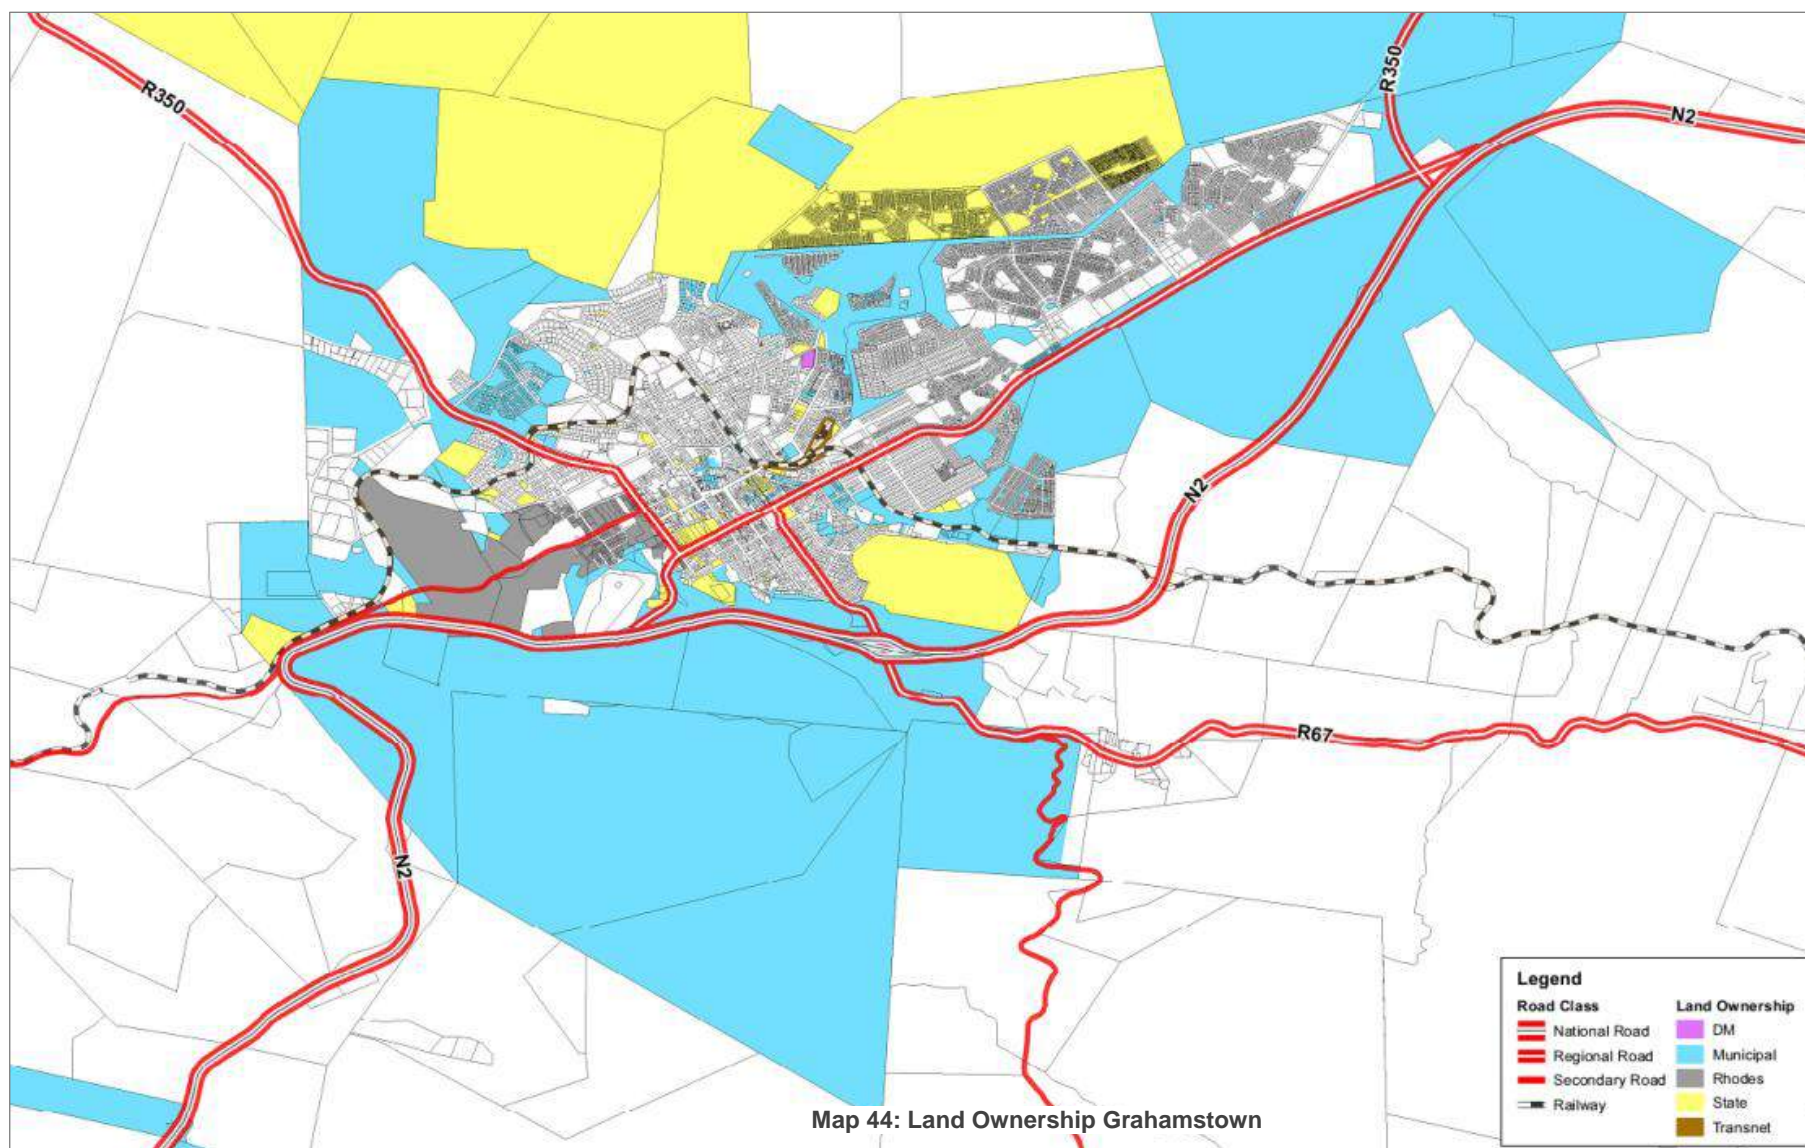 R350
R350
N2
N2
R67
N2
Map 44: Land Ownership Grahamstown
Legend
Road Class
National Road
Regional Road
Secondary Road
Railway
Land Ownership
DM
Municipal
Rhodes
State
Transnet